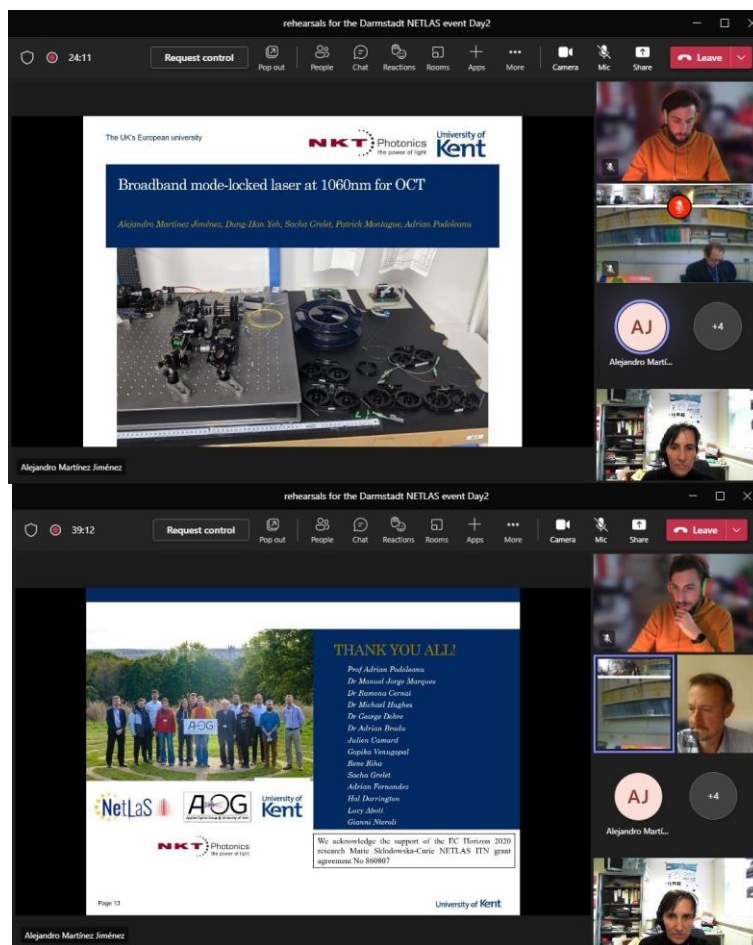 rehearsals for the Darmstadt NETLAS event Day2
24:11
Request control
Pop out
People
Chat
Reactions
Rooms
Apps
More
Camera
Mic
Share
Leave
The UK's European university
NKT Photonics
the power of light
University of
Kent
Broadband mode-locked laser at 1060nm for OCT
Alejandro Martínez Jiménez, Dung-Han Yeh, Sacha Grelet, Patrick Montague, Adrian Podoleanu
AJ
+4
Alejandro Martí...
Alejandro Martínez Jiménez
rehearsals for the Darmstadt NETLAS event Day2
39:12
Request control
Pop out
People
Chat
Reactions
Rooms
Apps
More
Camera
Mic
Share
Leave
THANK YOU ALL!
Prof Adrian Podoleanu
Dr Manuel Jorge Marques
Dr Ramona Cernat
Dr Michael Hughes
Dr George Dobre
Dr Adrian Bradu
Julien Camard
Gopika Venugopal
Rene Riha
Sacha Grelet
Adrian Fernandez
Hal Dorrington
Lucy Abott
Gianni Nteroli
AOG
NetLaS
AOG
University of
Kent
NKT Photonics
the power of light
We acknowledge the support of the EC Horizon 2020
research Marie Sklodowska-Curie NETLAS ITN grant
agreement No 860807
Page 13
University of Kent
AJ
+4
Alejandro Martí...
Alejandro Martínez Jiménez